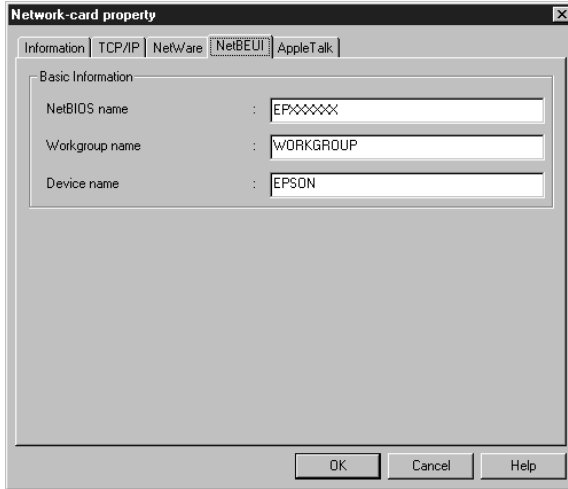 Network-card property
Information TCP/IP NetWare NetBEUI AppleTalk
Basic Information
NetBIOS name : EPXXXXXX
Workgroup name : WORKGROUP
Device name : EPSON
OK Cancel Help